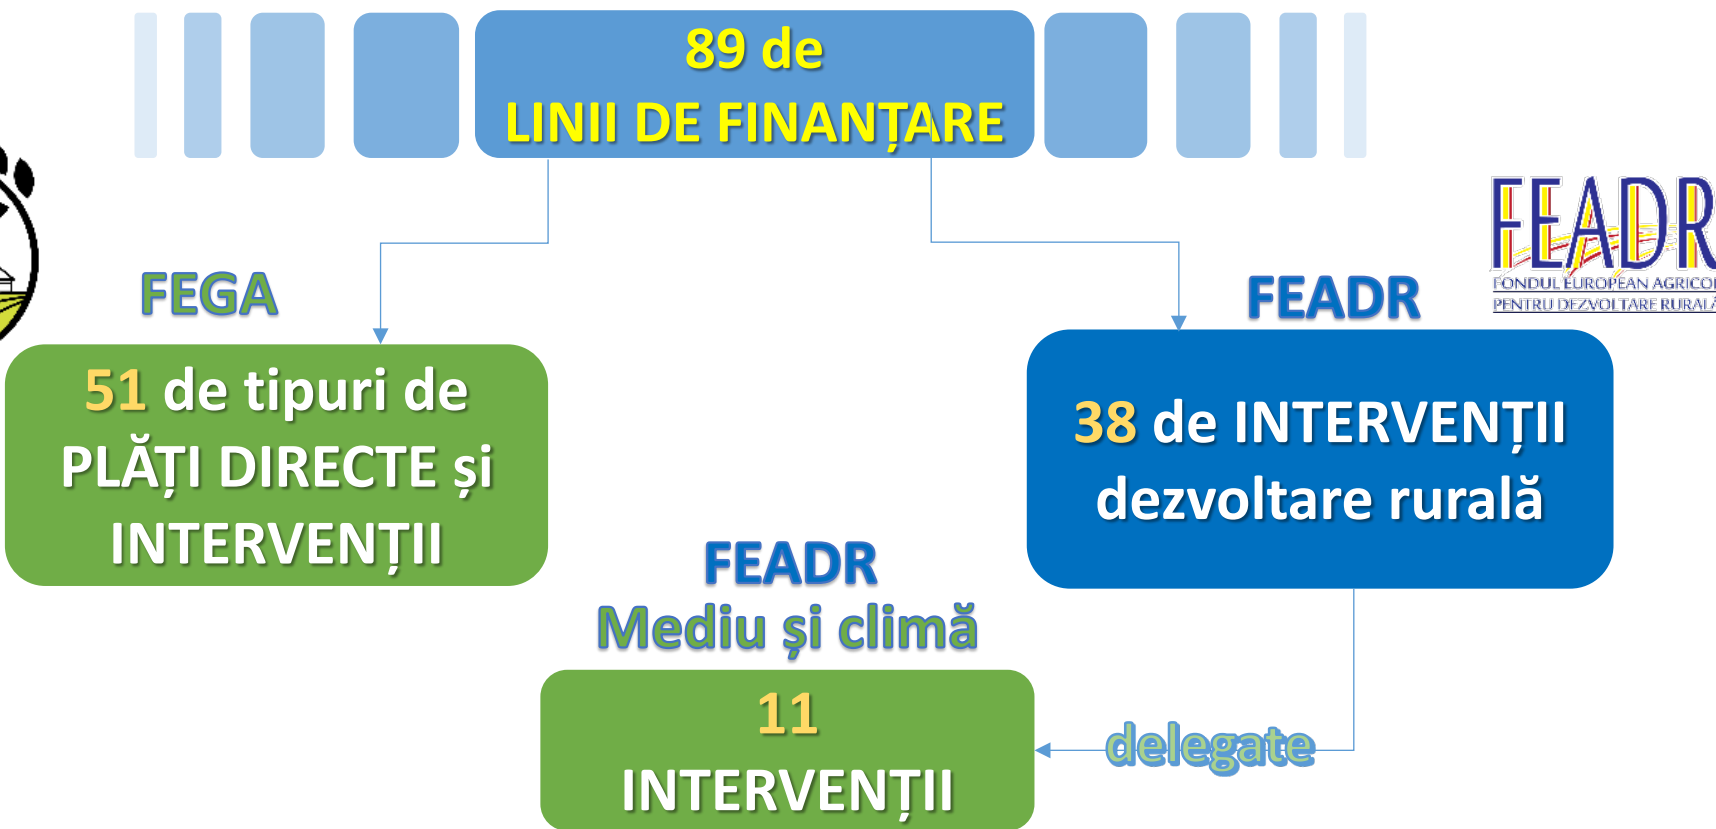 89 de
LINII DE FINANȚARE
FEGA
51 de tipuri de
PLĂȚI DIRECTE și
INTERVENȚII
FEADR
FEADR
FONDUL EUROPEAN AGRICOL
PENTRU DEZVOLTARE RURALĂ
38 de INTERVENȚII
dezvoltare rurală
FEADR
Mediu și climă
11
INTERVENȚII
delegate